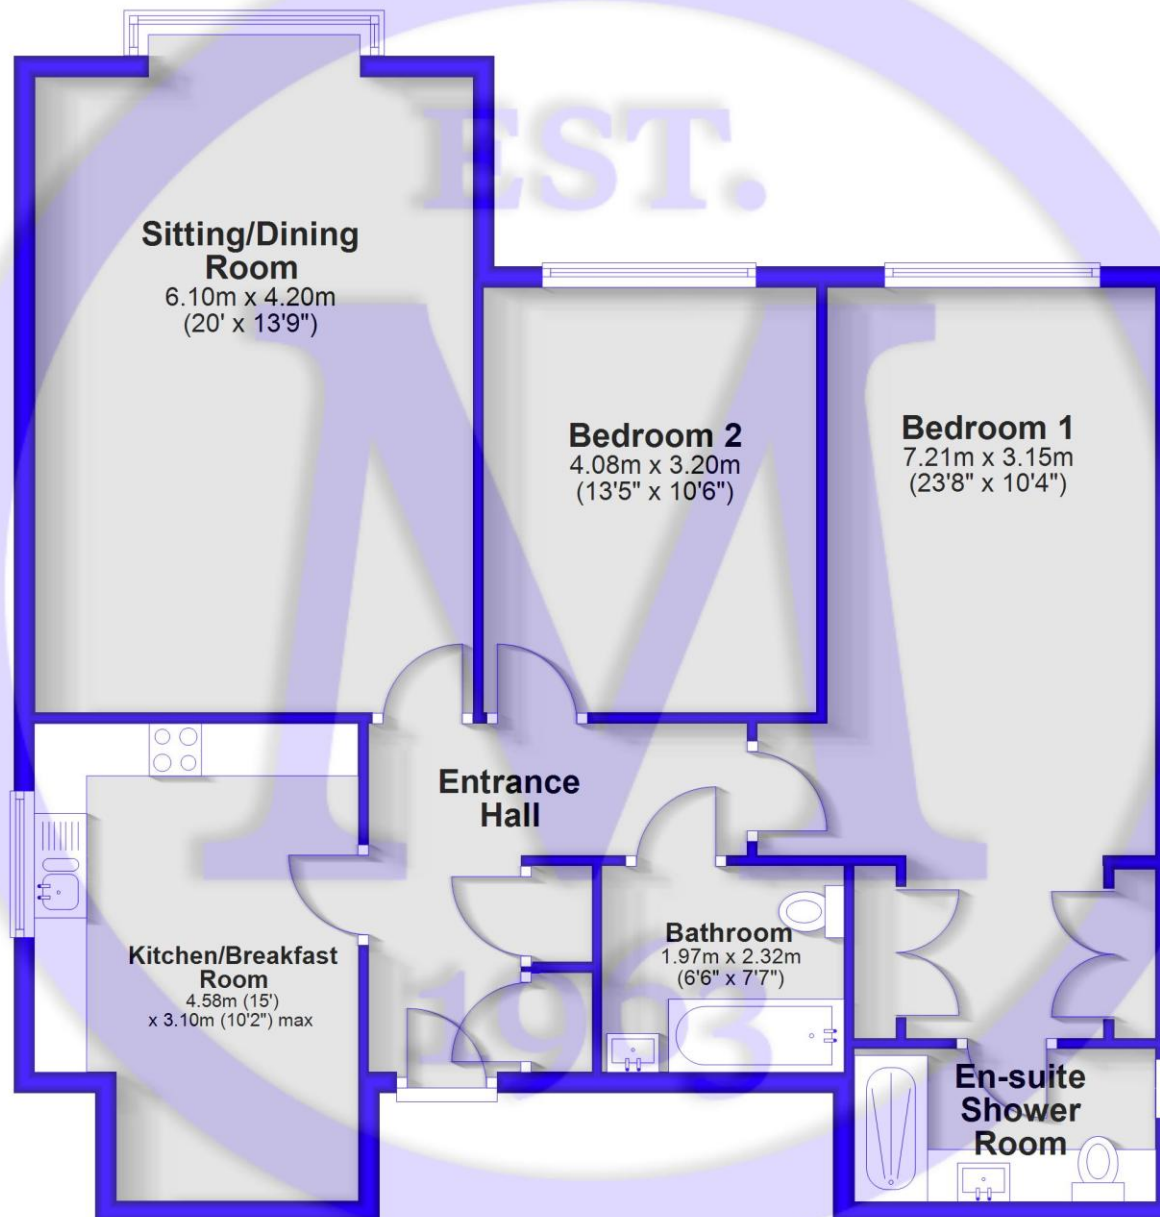 EST.
Sitting/Dining
Room
6.10m x 4.20m
(20' x 13'9")
Bedroom 2
4.08m x 3.20m
(13'5" x 10'6")
Bedroom 1
7.21m x 3.15m
(23'8" x 10'4")
M
Entrance
Hall
Kitchen/Breakfast
Room
4.58m (15')
x 3.10m (10'2") max
Bathroom
1.97m x 2.32m
(6'6" x 7'7")
1963
En-suite
Shower
Room